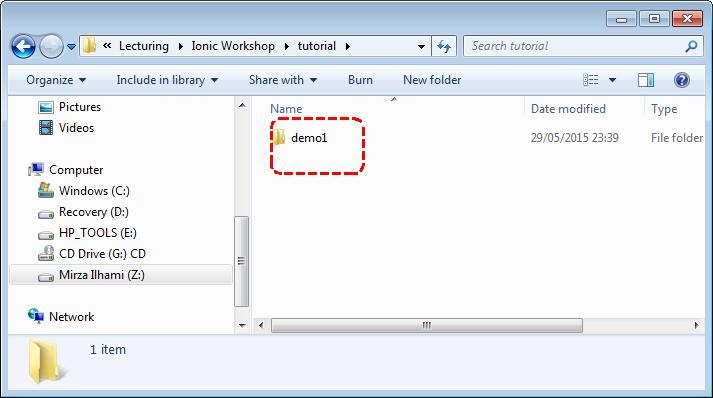 « Lecturing Ionic Workshop tutorial
Search tutorial
Organize Include in library Share with Burn New folder
Pictures
Videos
Computer
Windows (C:)
Recovery (D:)
HP_TOOLS (E:)
CD Drive (G:) CD
Mirza Ilhami (Z:)
Network
Name Date modified Type
demo1 29/05/2015 23:39 File folder
1 item